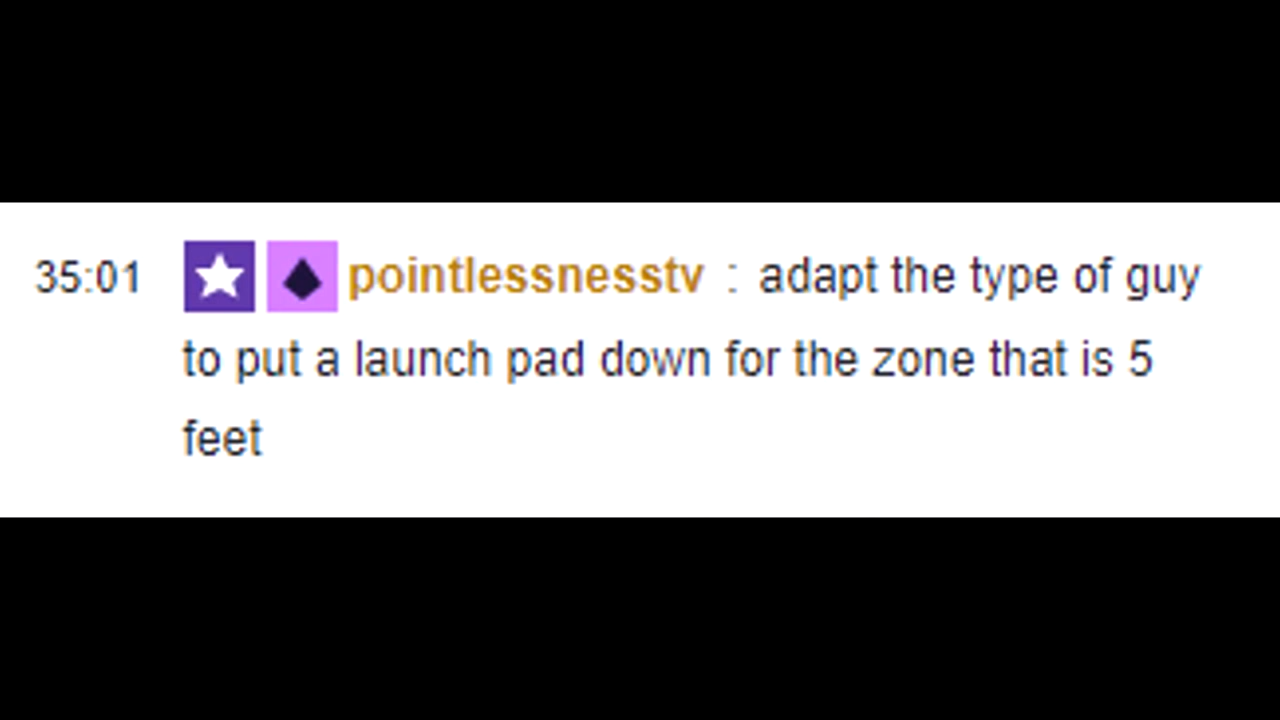 35:01 pointlessnesstv : adapt the type of guy
to put a launch pad down for the zone that is 5
feet